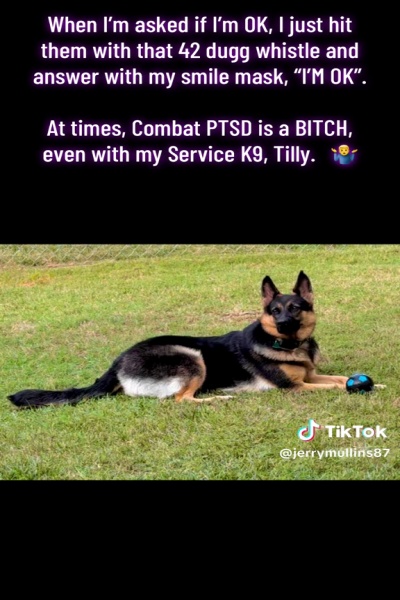 When I’m asked if I’m OK, I just hit
them with that 42 dugg whistle and
answer with my smile mask, “I’M OK”.
At times, Combat PTSD is a BITCH,
even with my Service K9, Tilly. 🤷‍♂️
TikTok
@jerrymullins87